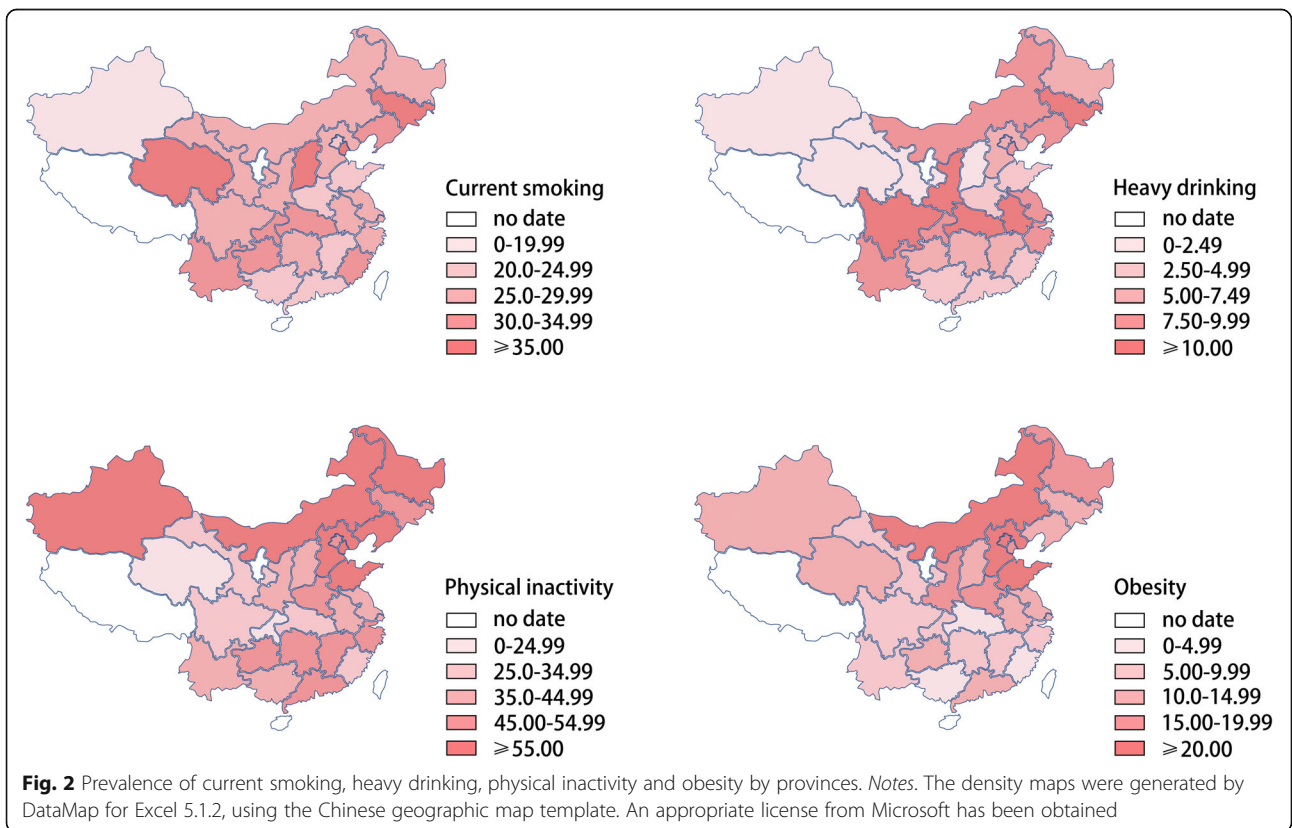 Current smoking
no date
0-19.99
20.0-24.99
25.0-29.99
30.0-34.99
⩾35.00
Heavy drinking
no date
0-2.49
2.50-4.99
5.00-7.49
7.50-9.99
⩾10.00
Physical inactivity
no date
0-24.99
25.0-34.99
35.0-44.99
45.00-54.99
⩾55.00
Obesity
no date
0-4.99
5.00-9.99
10.0-14.99
15.00-19.99
⩾20.00
Fig. 2 Prevalence of current smoking, heavy drinking, physical inactivity and obesity by provinces. Notes. The density maps were generated by
DataMap for Excel 5.1.2, using the Chinese geographic map template. An appropriate license from Microsoft has been obtained